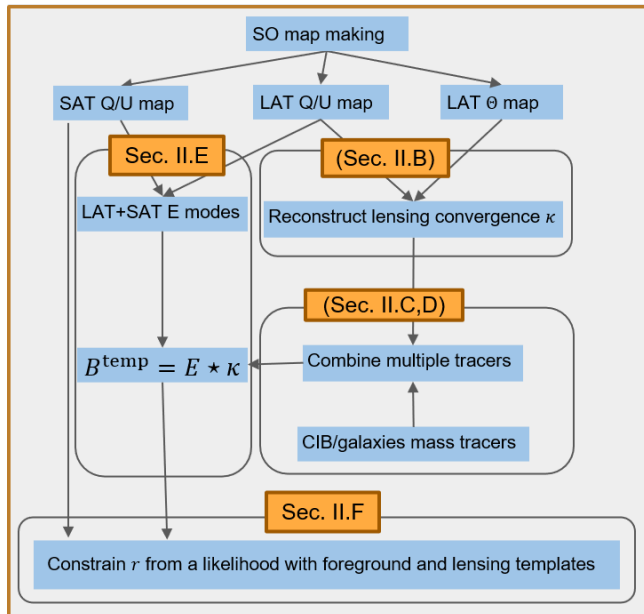 SO map making
SAT Q/U map
LAT Q/U map
LAT Θ map
Sec. II.E
(Sec. II.B)
LAT+SAT E modes
Reconstruct lensing convergence κ
(Sec. II.C,D)
B^temp = E ⋆ κ
Combine multiple tracers
CIB/galaxies mass tracers
Sec. II.F
Constrain r from a likelihood with foreground and lensing templates